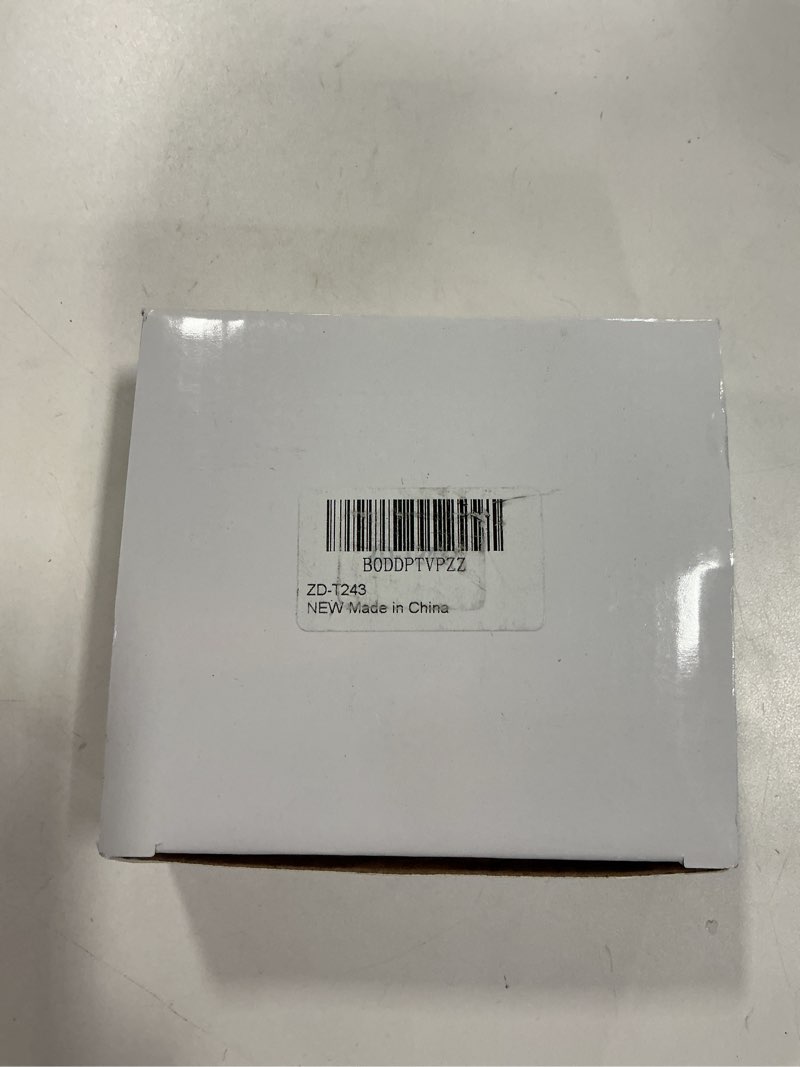 B0DDPTVPZZ
ZD-T243
NEW Made in China